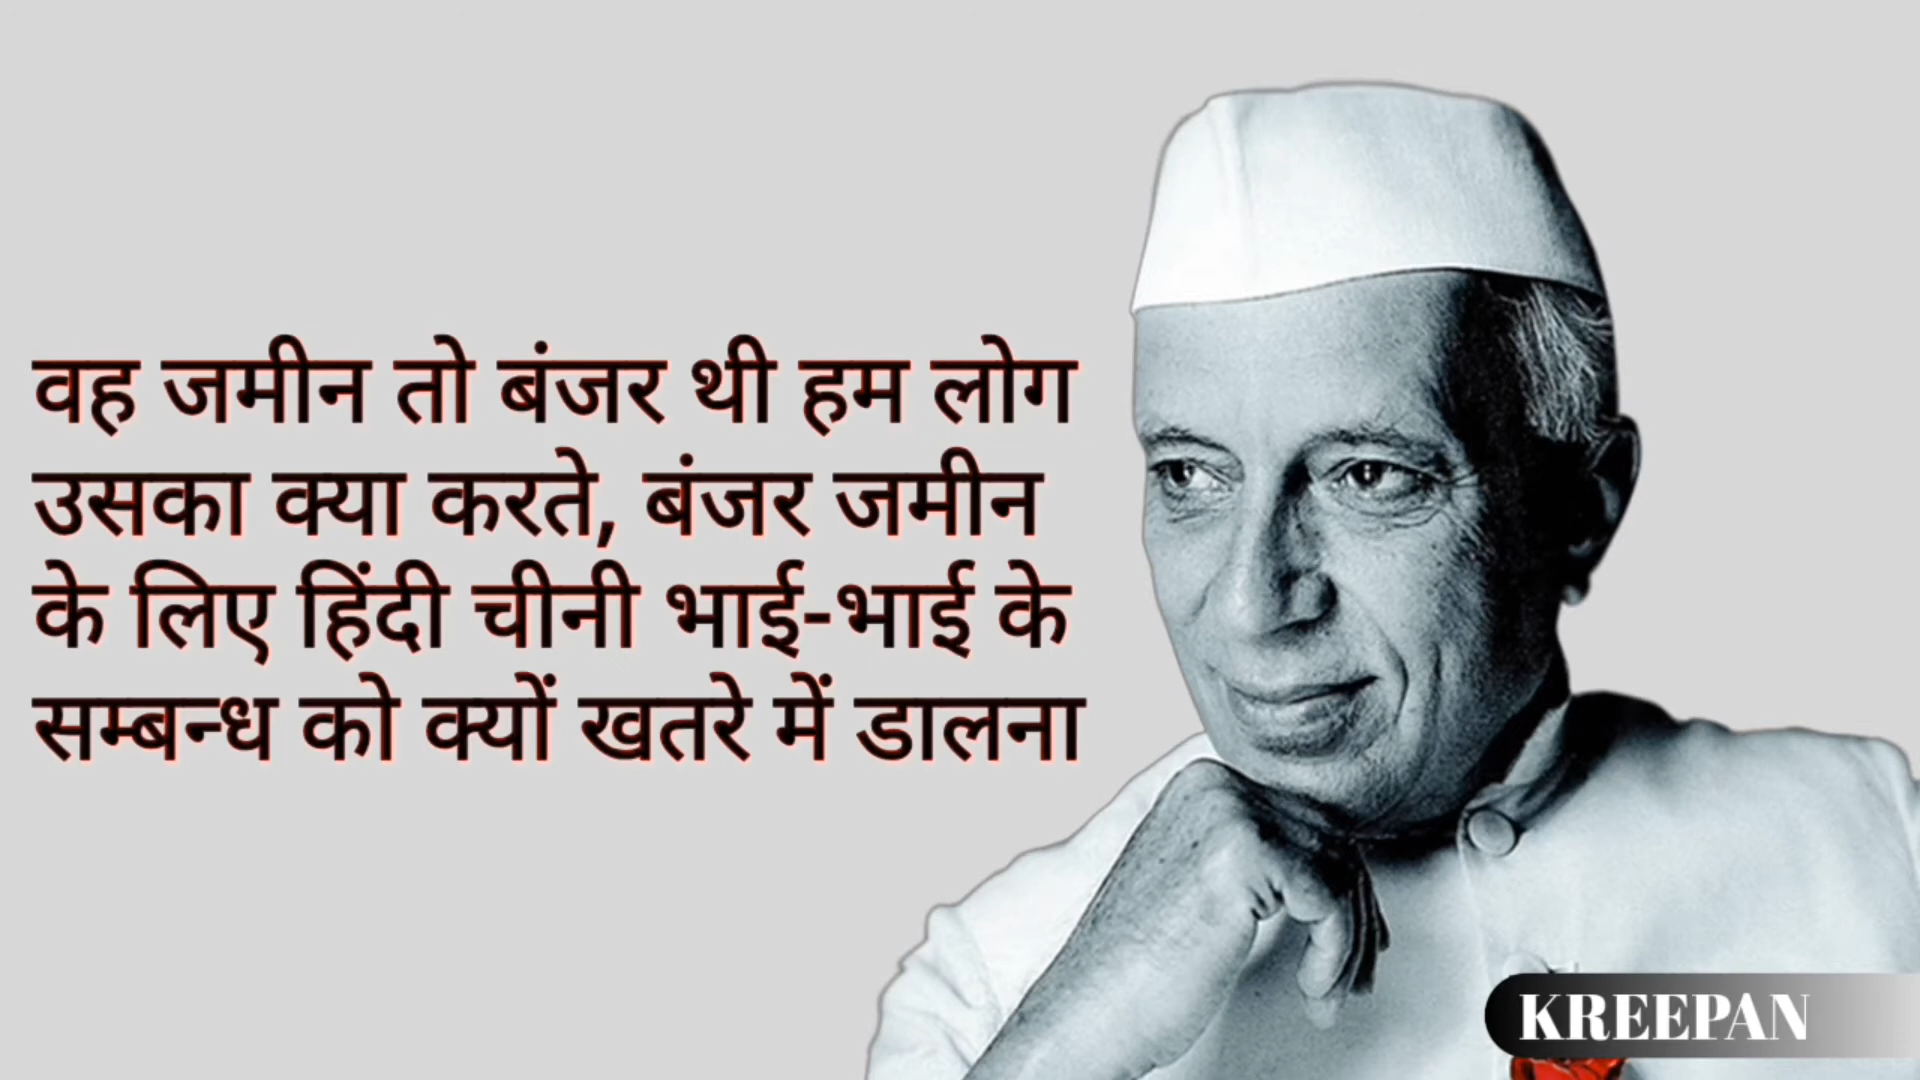 वह जमीन तो बंजर थी हम लोग
उसका क्या करते, बंजर जमीन
के लिए हिंदी चीनी भाई-भाई के
सम्बन्ध को क्यों खतरे में डालना
KREEPAN